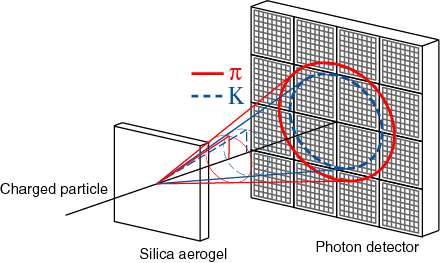 π
K
Charged particle
Silica aerogel
Photon detector